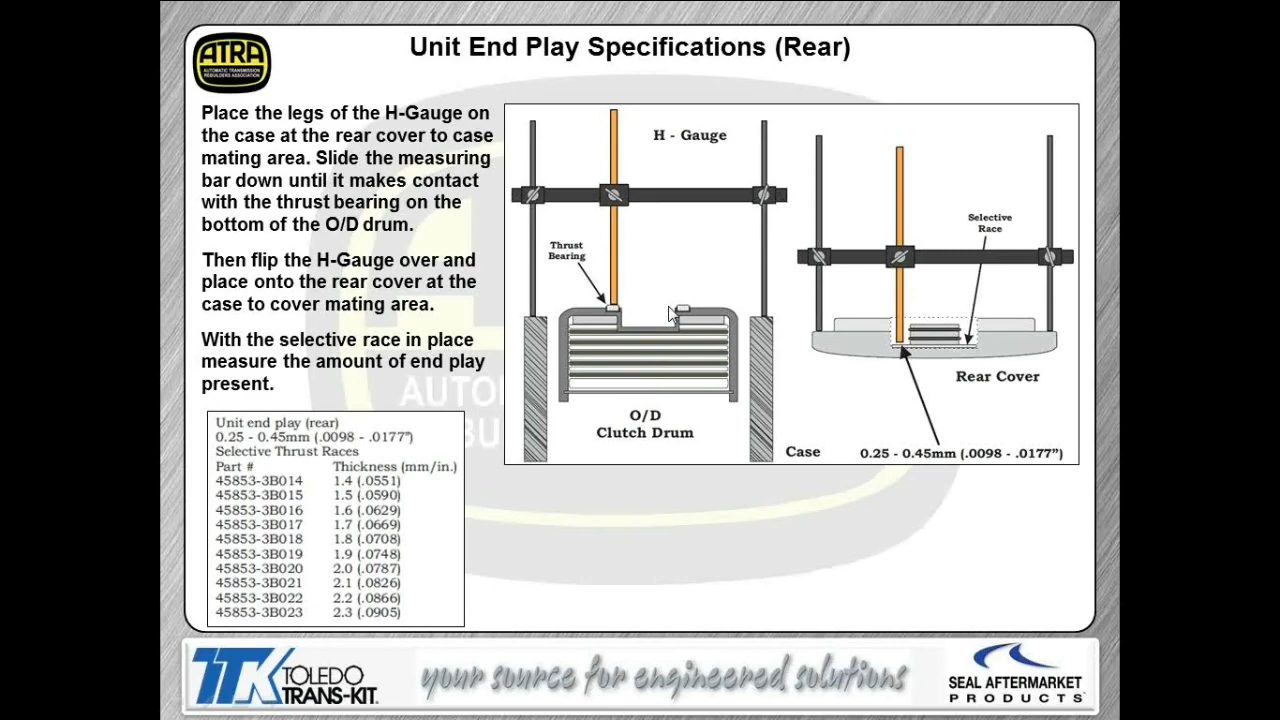 Unit End Play Specifications (Rear)
ATRA
AUTOMATIC TRANSMISSION
REBUILDERS ASSOCIATION
Place the legs of the H-Gauge on
the case at the rear cover to case
mating area. Slide the measuring
bar down until it makes contact
with the thrust bearing on the
bottom of the O/D drum.
Then flip the H-Gauge over and
place onto the rear cover at the
case to cover mating area.
With the selective race in place
measure the amount of end play
present.
H - Gauge
Thrust
Bearing
O/D
Clutch Drum
Case
Selective
Race
Rear Cover
0.25 - 0.45mm (.0098 - .0177”)
Unit end play (rear)
0.25 - 0.45mm (.0098 - .0177”)
Selective Thrust Races
Part # Thickness (mm/in.)
45853-3B014 1.4 (.0551)
45853-3B015 1.5 (.0590)
45853-3B016 1.6 (.0629)
45853-3B017 1.7 (.0669)
45853-3B018 1.8 (.0708)
45853-3B019 1.9 (.0748)
45853-3B020 2.0 (.0787)
45853-3B021 2.1 (.0826)
45853-3B022 2.2 (.0866)
45853-3B023 2.3 (.0905)
TTK TOLEDO
TRANS-KIT.
your source for engineered solutions
SEAL AFTERMARKET
PRODUCTS